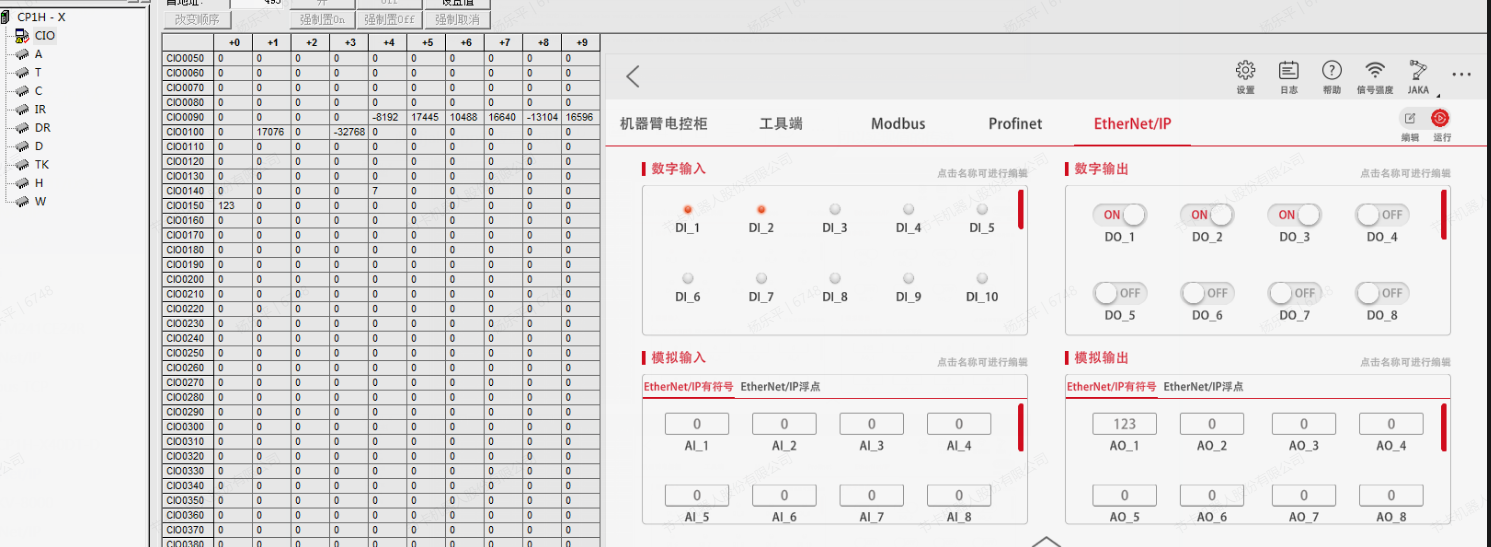 CP1H - X
CIO
A
T
C
IR
DR
D
TK
H
W
首地址: 495 开 Off 设置值
改变顺序 强制置On 强制置Off 强制取消
+0 +1 +2 +3 +4 +5 +6 +7 +8 +9
CIO0050 0 0 0 0 0 0 0 0 0 0
CIO0060 0 0 0 0 0 0 0 0 0 0
CIO0070 0 0 0 0 0 0 0 0 0 0
CIO0080 0 0 0 0 0 0 0 0 0 0
CIO0090 0 0 0 0 -8192 17445 10488 16640 -13104 16596
CIO0100 0 17076 0 -32768 0 0 0 0 0 0
CIO0110 0 0 0 0 0 0 0 0 0 0
CIO0120 0 0 0 0 0 0 0 0 0 0
CIO0130 0 0 0 0 0 0 0 0 0 0
CIO0140 0 0 0 0 7 0 0 0 0 0
CIO0150 123 0 0 0 0 0 0 0 0 0
CIO0160 0 0 0 0 0 0 0 0 0 0
CIO0170 0 0 0 0 0 0 0 0 0 0
CIO0180 0 0 0 0 0 0 0 0 0 0
CIO0190 0 0 0 0 0 0 0 0 0 0
CIO0200 0 0 0 0 0 0 0 0 0 0
CIO0210 0 0 0 0 0 0 0 0 0 0
CIO0220 0 0 0 0 0 0 0 0 0 0
CIO0230 0 0 0 0 0 0 0 0 0 0
CIO0240 0 0 0 0 0 0 0 0 0 0
CIO0250 0 0 0 0 0 0 0 0 0 0
CIO0260 0 0 0 0 0 0 0 0 0 0
CIO0270 0 0 0 0 0 0 0 0 0 0
CIO0280 0 0 0 0 0 0 0 0 0 0
CIO0290 0 0 0 0 0 0 0 0 0 0
CIO0300 0 0 0 0 0 0 0 0 0 0
CIO0310 0 0 0 0 0 0 0 0 0 0
CIO0320 0 0 0 0 0 0 0 0 0 0
CIO0330 0 0 0 0 0 0 0 0 0 0
CIO0340 0 0 0 0 0 0 0 0 0 0
CIO0350 0 0 0 0 0 0 0 0 0 0
CIO0360 0 0 0 0 0 0 0 0 0 0
CIO0370 0 0 0 0 0 0 0 0 0 0
CIO0380 0 0 0 0 0 0 0 0 0 0
设置 日志 帮助 信号强度 JAKA
机器臂电控柜 工具端 Modbus Profinet EtherNet/IP
编辑 运行
数字输入 点击名称可进行编辑
DI_1 DI_2 DI_3 DI_4 DI_5
DI_6 DI_7 DI_8 DI_9 DI_10
数字输出 点击名称可进行编辑
ON ON ON OFF
DO_1 DO_2 DO_3 DO_4
OFF OFF OFF OFF
DO_5 DO_6 DO_7 DO_8
模拟输入 点击名称可进行编辑
EtherNet/IP有符号 EtherNet/IP浮点
0 0 0 0
AI_1 AI_2 AI_3 AI_4
0 0 0 0
AI_5 AI_6 AI_7 AI_8
模拟输出 点击名称可进行编辑
EtherNet/IP有符号 EtherNet/IP浮点
123 0 0 0
AO_1 AO_2 AO_3 AO_4
0 0 0 0
AO_5 AO_6 AO_7 AO_8